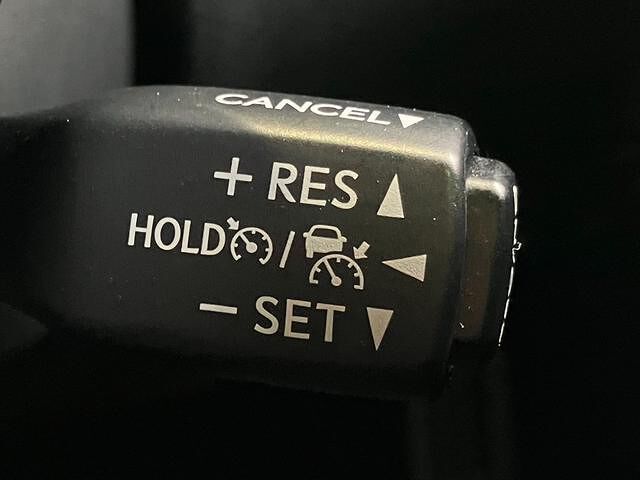 CANCEL▼
+ RES ▲
HOLD / ◀
− SET ▼